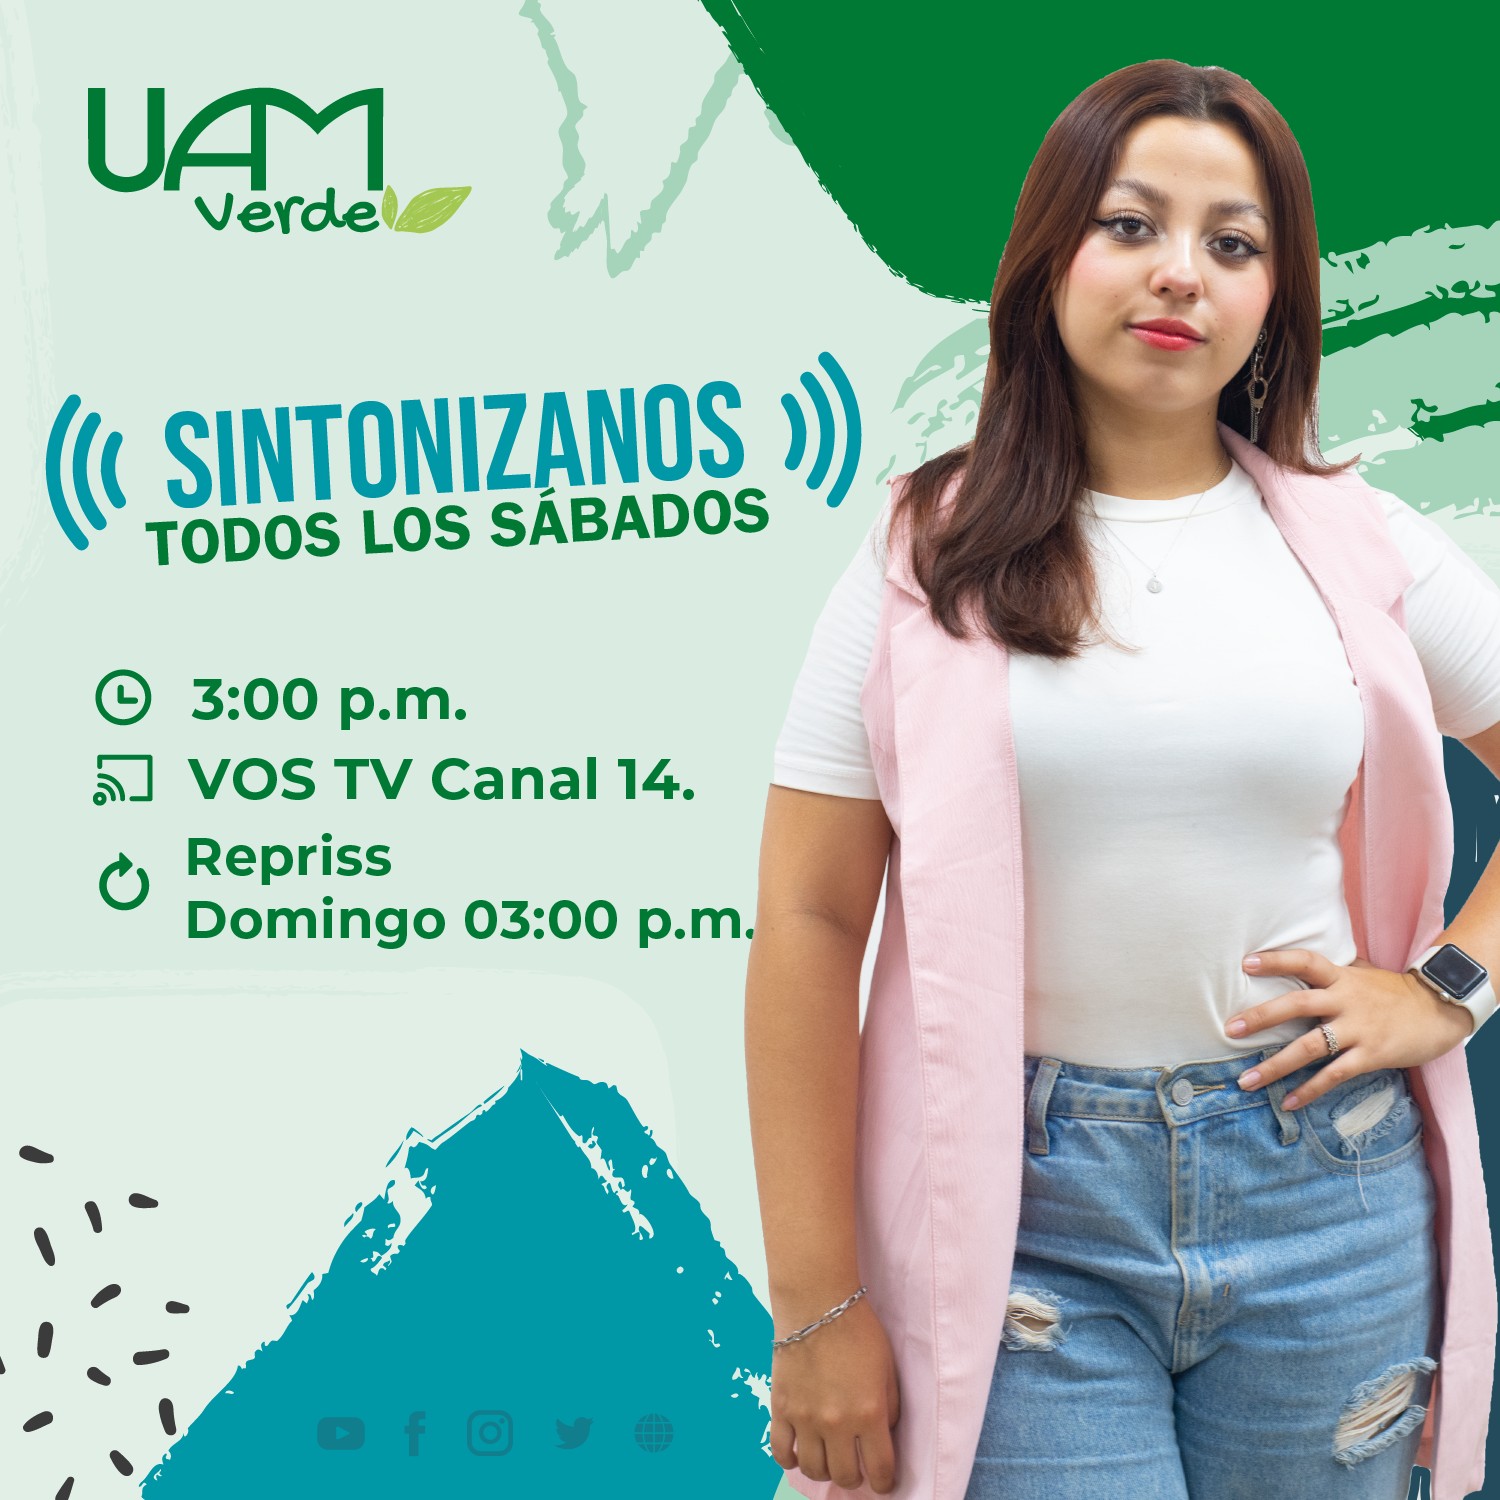 UAM
verde
SINTONIZANOS
TODOS LOS SÁBADOS
3:00 p.m.
VOS TV Canal 14.
Repriss
Domingo 03:00 p.m.